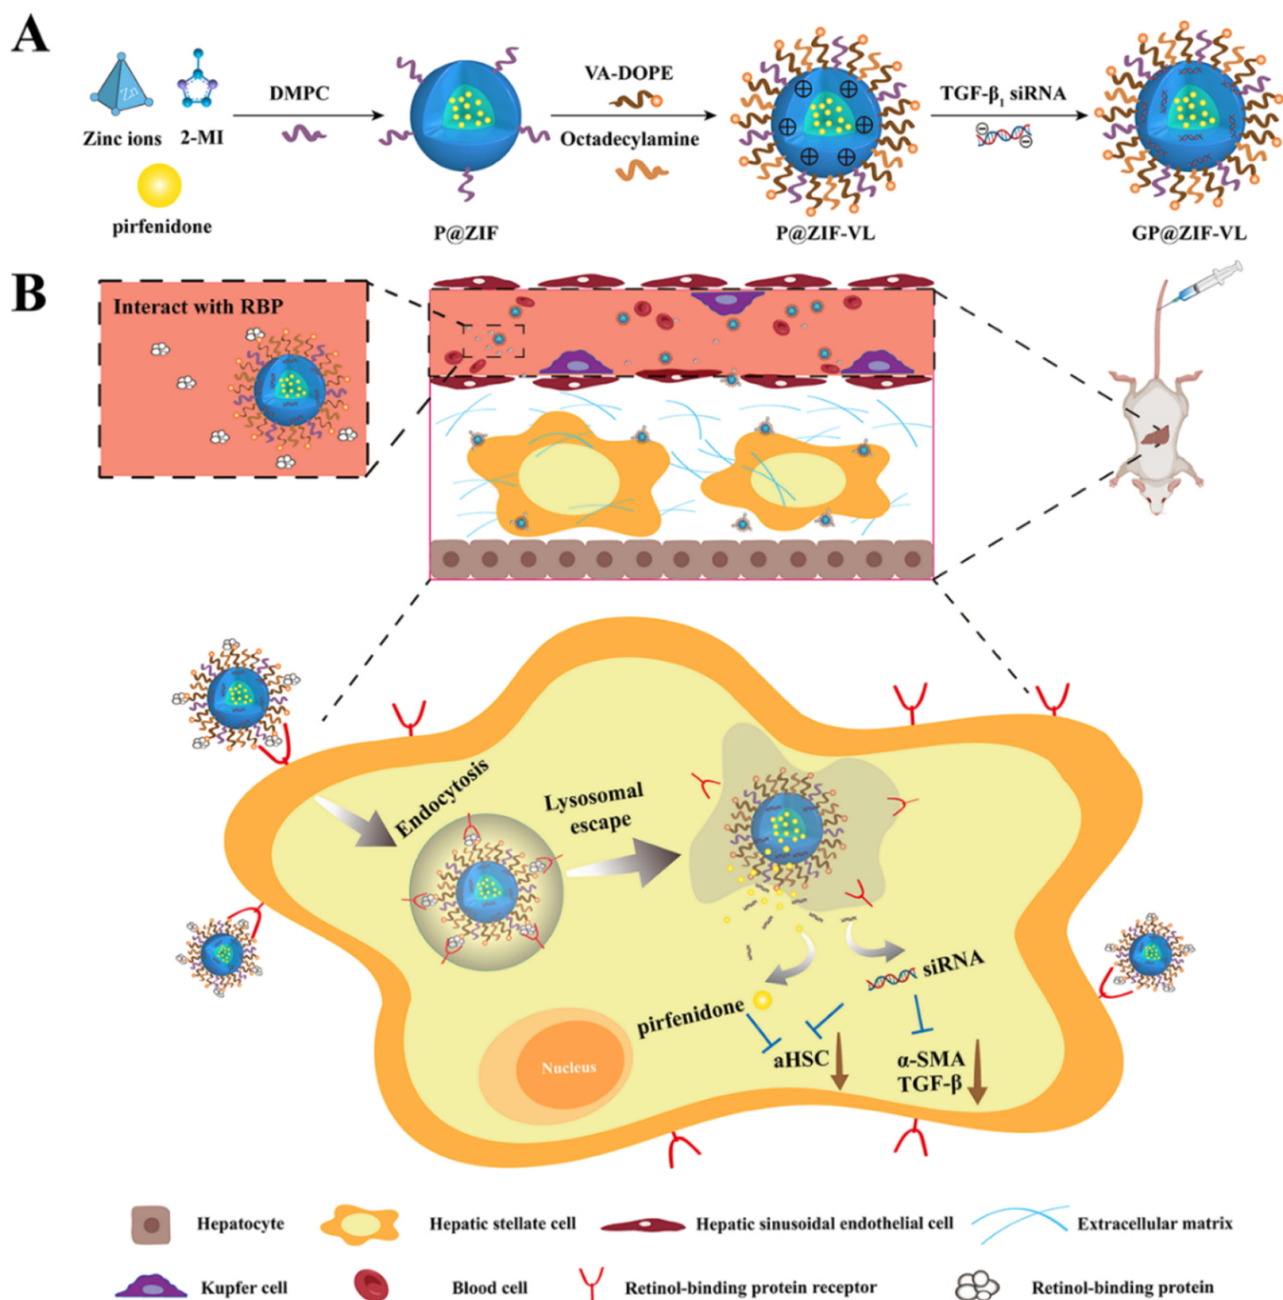 A
Zn
Zinc ions
2-MI
pirfenidone
DMPC
P@ZIF
VA-DOPE
Octadecylamine
P@ZIF-VL
TGF-β1 siRNA
GP@ZIF-VL
B
Interact with RBP
Endocytosis
Lysosomal
escape
siRNA
pirfenidone
aHSC
α-SMA
TGF-β
Nucleus
Hepatocyte
Hepatic stellate cell
Hepatic sinusoidal endothelial cell
Extracellular matrix
Kupfer cell
Blood cell
Retinol-binding protein receptor
Retinol-binding protein